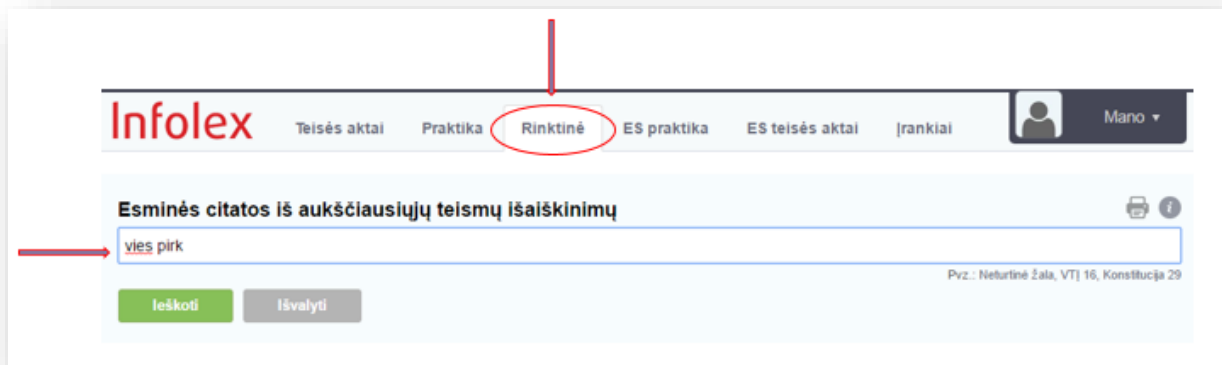 Infolex Teisės aktai Praktika Rinktinė ES praktika ES teisės aktai Įrankiai Mano
Esminės citatos iš aukščiausiųjų teismų išaiškinimų
vies pirk
Pvz.: Neturtinė žala, VTĮ 16, Konstitucija 29
Ieškoti Išvalyti